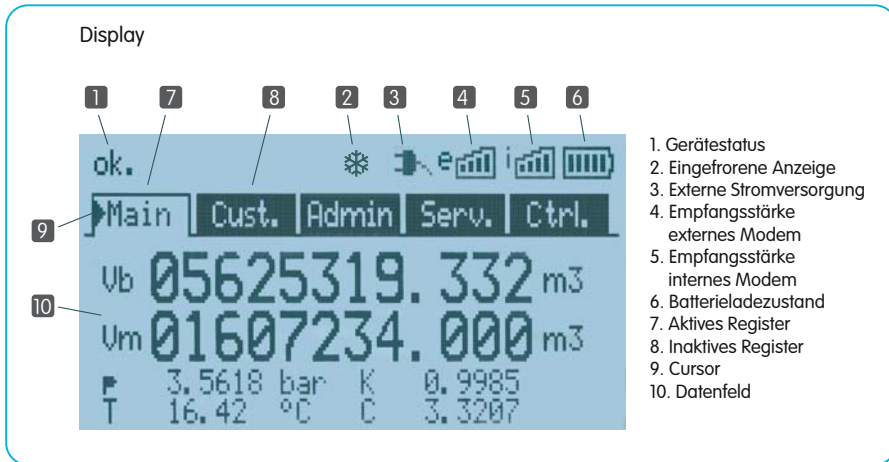 Display
1 7 8 2 3 4 5 6
ok. e i
Main Cust. Admin Serv. Ctrl.
9
Vb 05625319.332 m3
10
Vm 01607234.000 m3
P 3.5618 bar K 0.9985
T 16.42 °C C 3.3207
1. Gerätestatus
2. Eingefrorene Anzeige
3. Externe Stromversorgung
4. Empfangsstärke
externes Modem
5. Empfangsstärke
internes Modem
6. Batterieladezustand
7. Aktives Register
8. Inaktives Register
9. Cursor
10. Datenfeld